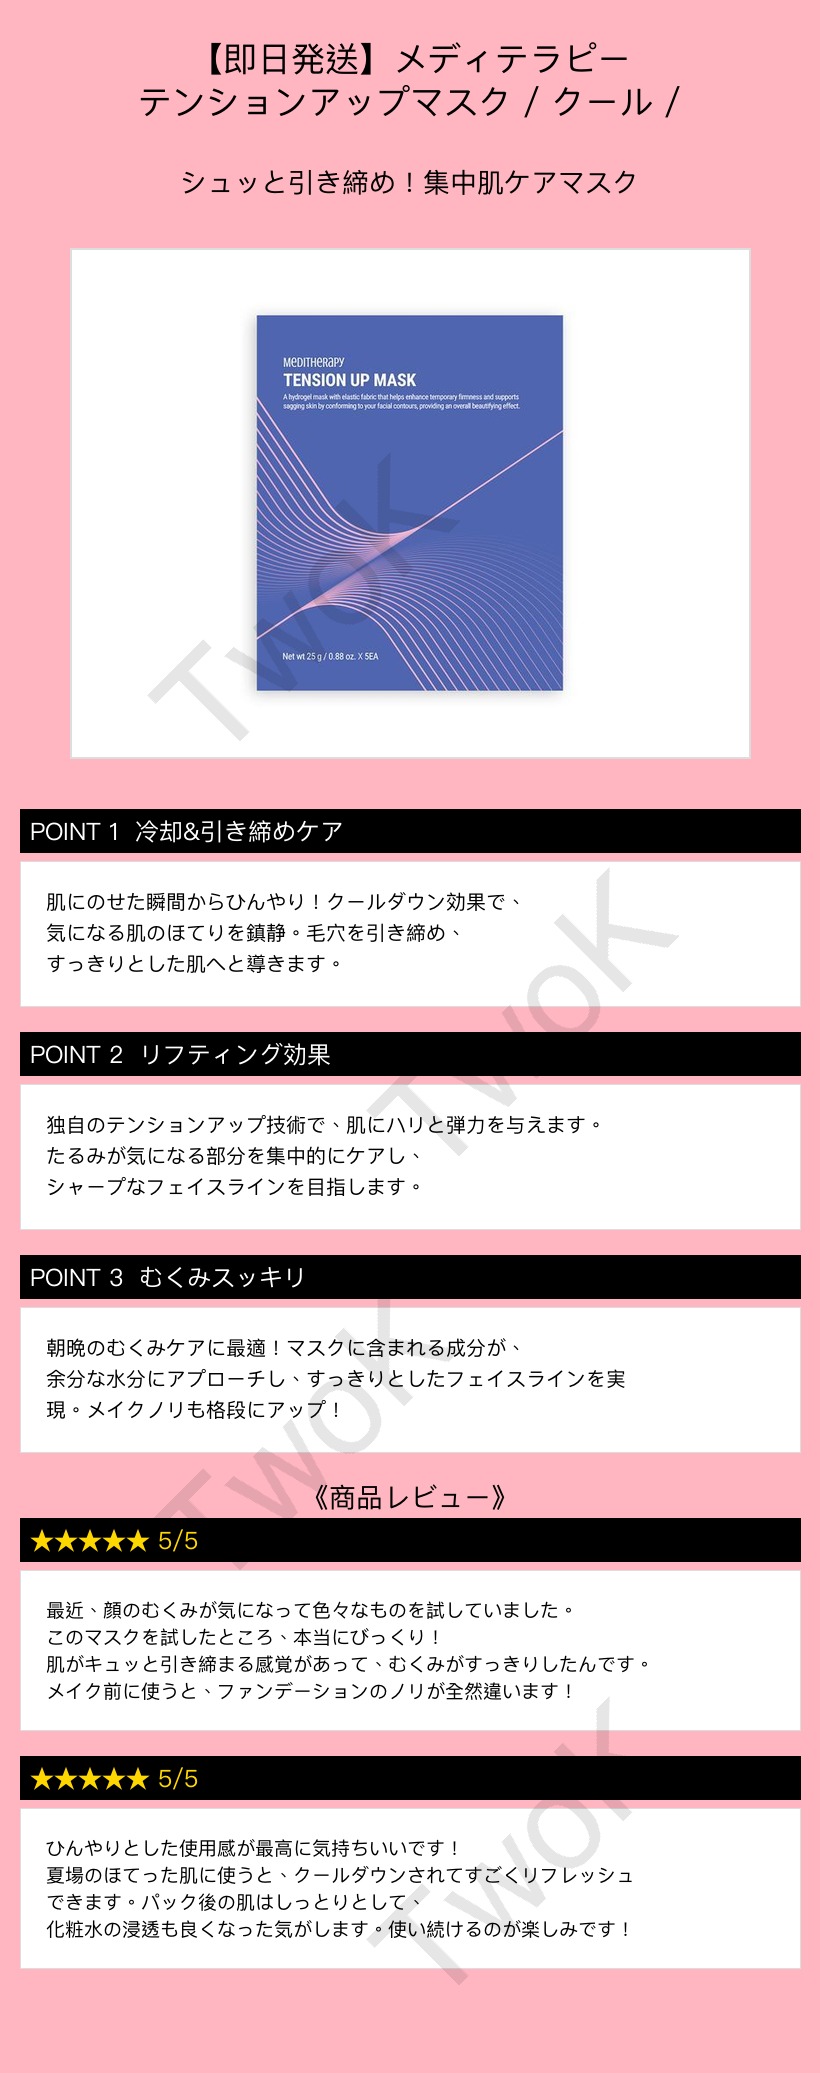 【即日発送】メディテラピー
テンションアップマスク / クール /
シュッと引き締め！集中肌ケアマスク
MEDITHERAPY
TENSION UP MASK
A hydrogel mask with elastic fabric that helps enhance temporary firmness and supports
sagging skin by conforming to your facial contours, providing an overall beautifying effect.
Net wt 25 g / 0.88 oz. X 5EA
TwoK
POINT 1 冷却&引き締めケア
肌にのせた瞬間からひんやり！クールダウン効果で、
気になる肌のほてりを鎮静。毛穴を引き締め、
すっきりとした肌へと導きます。
TwoK
POINT 2 リフティング効果
独自のテンションアップ技術で、肌にハリと弾力を与えます。
たるみが気になる部分を集中的にケアし、
シャープなフェイスラインを目指します。
POINT 3 むくみスッキリ
朝晩のむくみケアに最適！マスクに含まれる成分が、
余分な水分にアプローチし、すっきりとしたフェイスラインを実
現。メイクノリも格段にアップ！
TwoK
《商品レビュー》
★★★★★ 5/5
最近、顔のむくみが気になって色々なものを試していました。
このマスクを試したところ、本当にびっくり！
肌がキュッと引き締まる感覚があって、むくみがすっきりしたんです。
メイク前に使うと、ファンデーションのノリが全然違います！
★★★★★ 5/5
ひんやりとした使用感が最高に気持ちいいです！
夏場のほてった肌に使うと、クールダウンされてすごくリフレッシュ
できます。パック後の肌はしっとりとして、
化粧水の浸透も良くなった気がします。使い続けるのが楽しみです！
TwoK